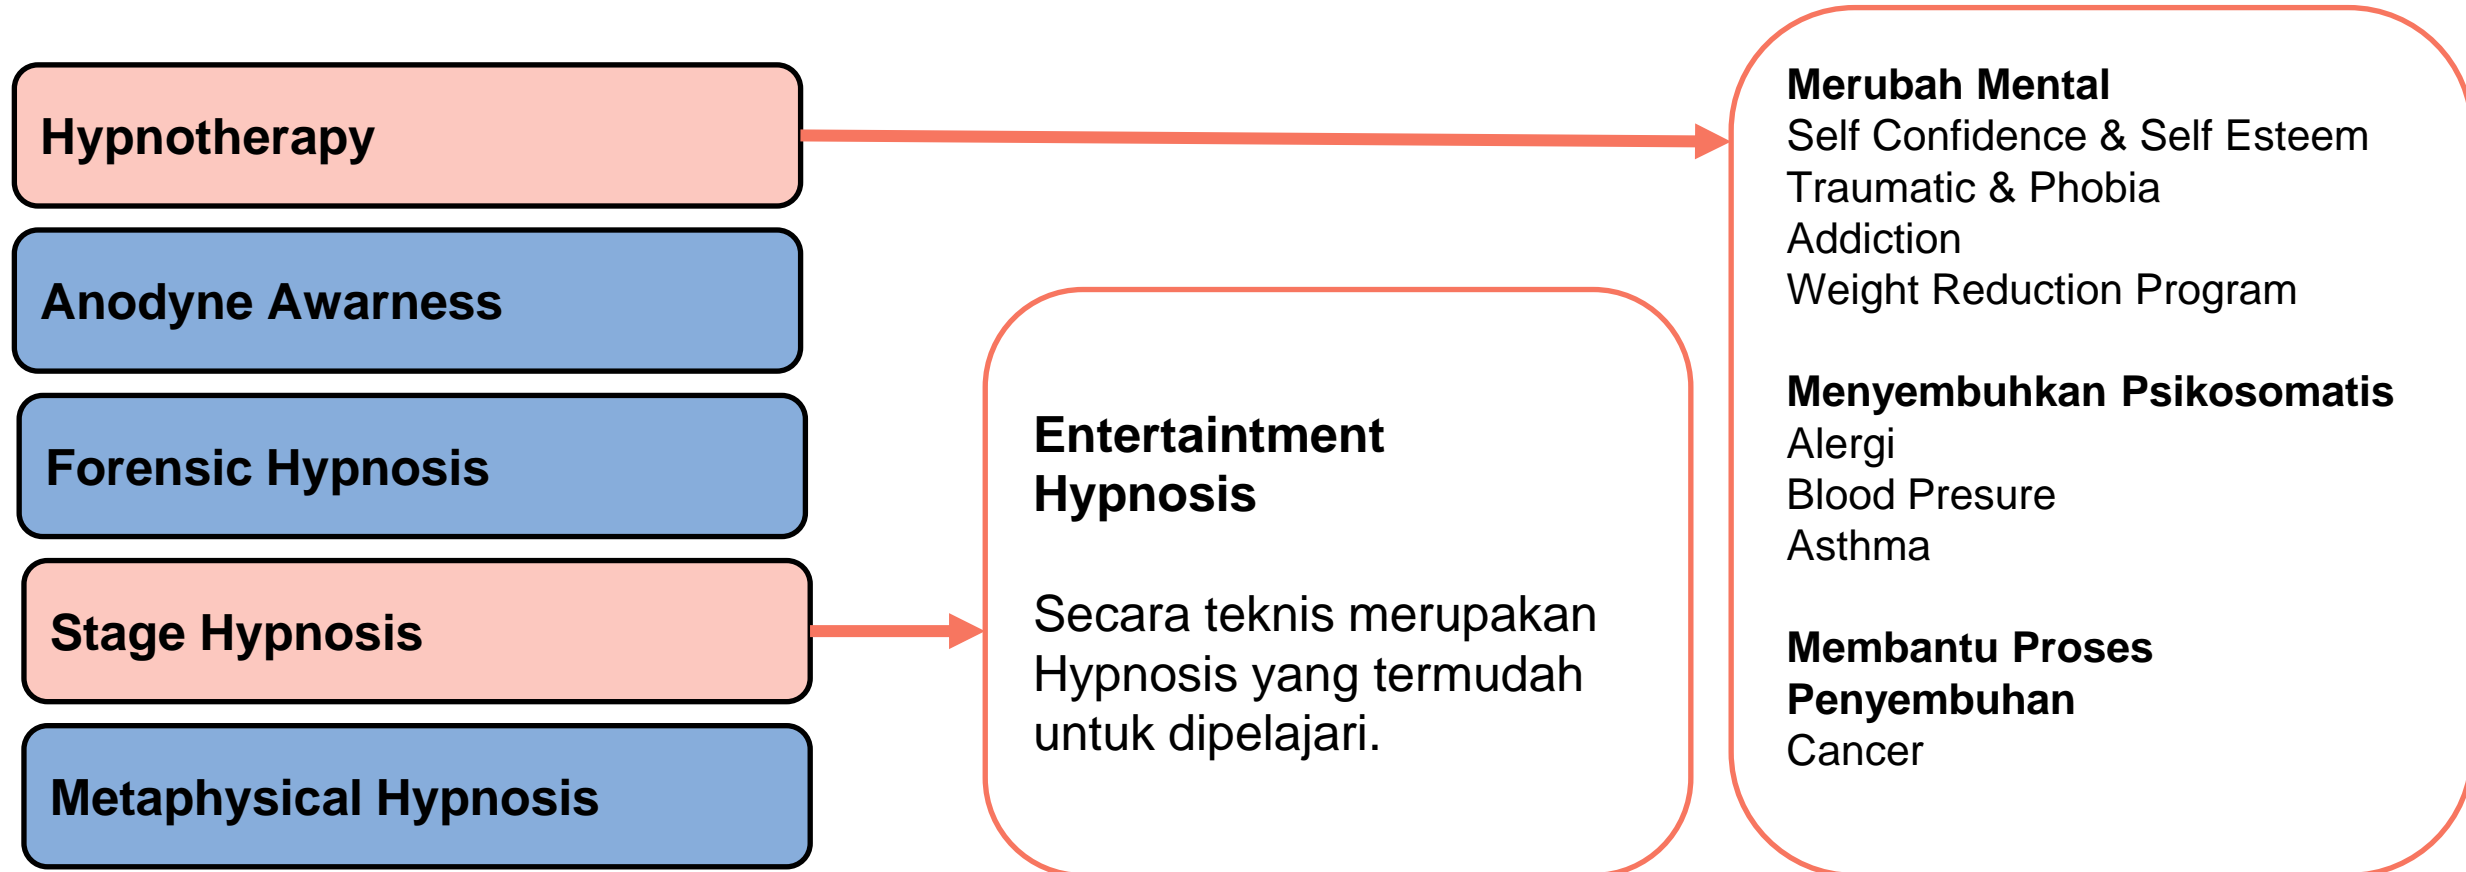 Hypnotherapy
Anodyne Awarness
Forensic Hypnosis
Stage Hypnosis
Metaphysical Hypnosis
Entertaintment
Hypnosis
Secara teknis merupakan
Hypnosis yang termudah
untuk dipelajari.
Merubah Mental
Self Confidence & Self Esteem
Traumatic & Phobia
Addiction
Weight Reduction Program
Menyembuhkan Psikosomatis
Alergi
Blood Presure
Asthma
Membantu Proses
Penyembuhan
Cancer